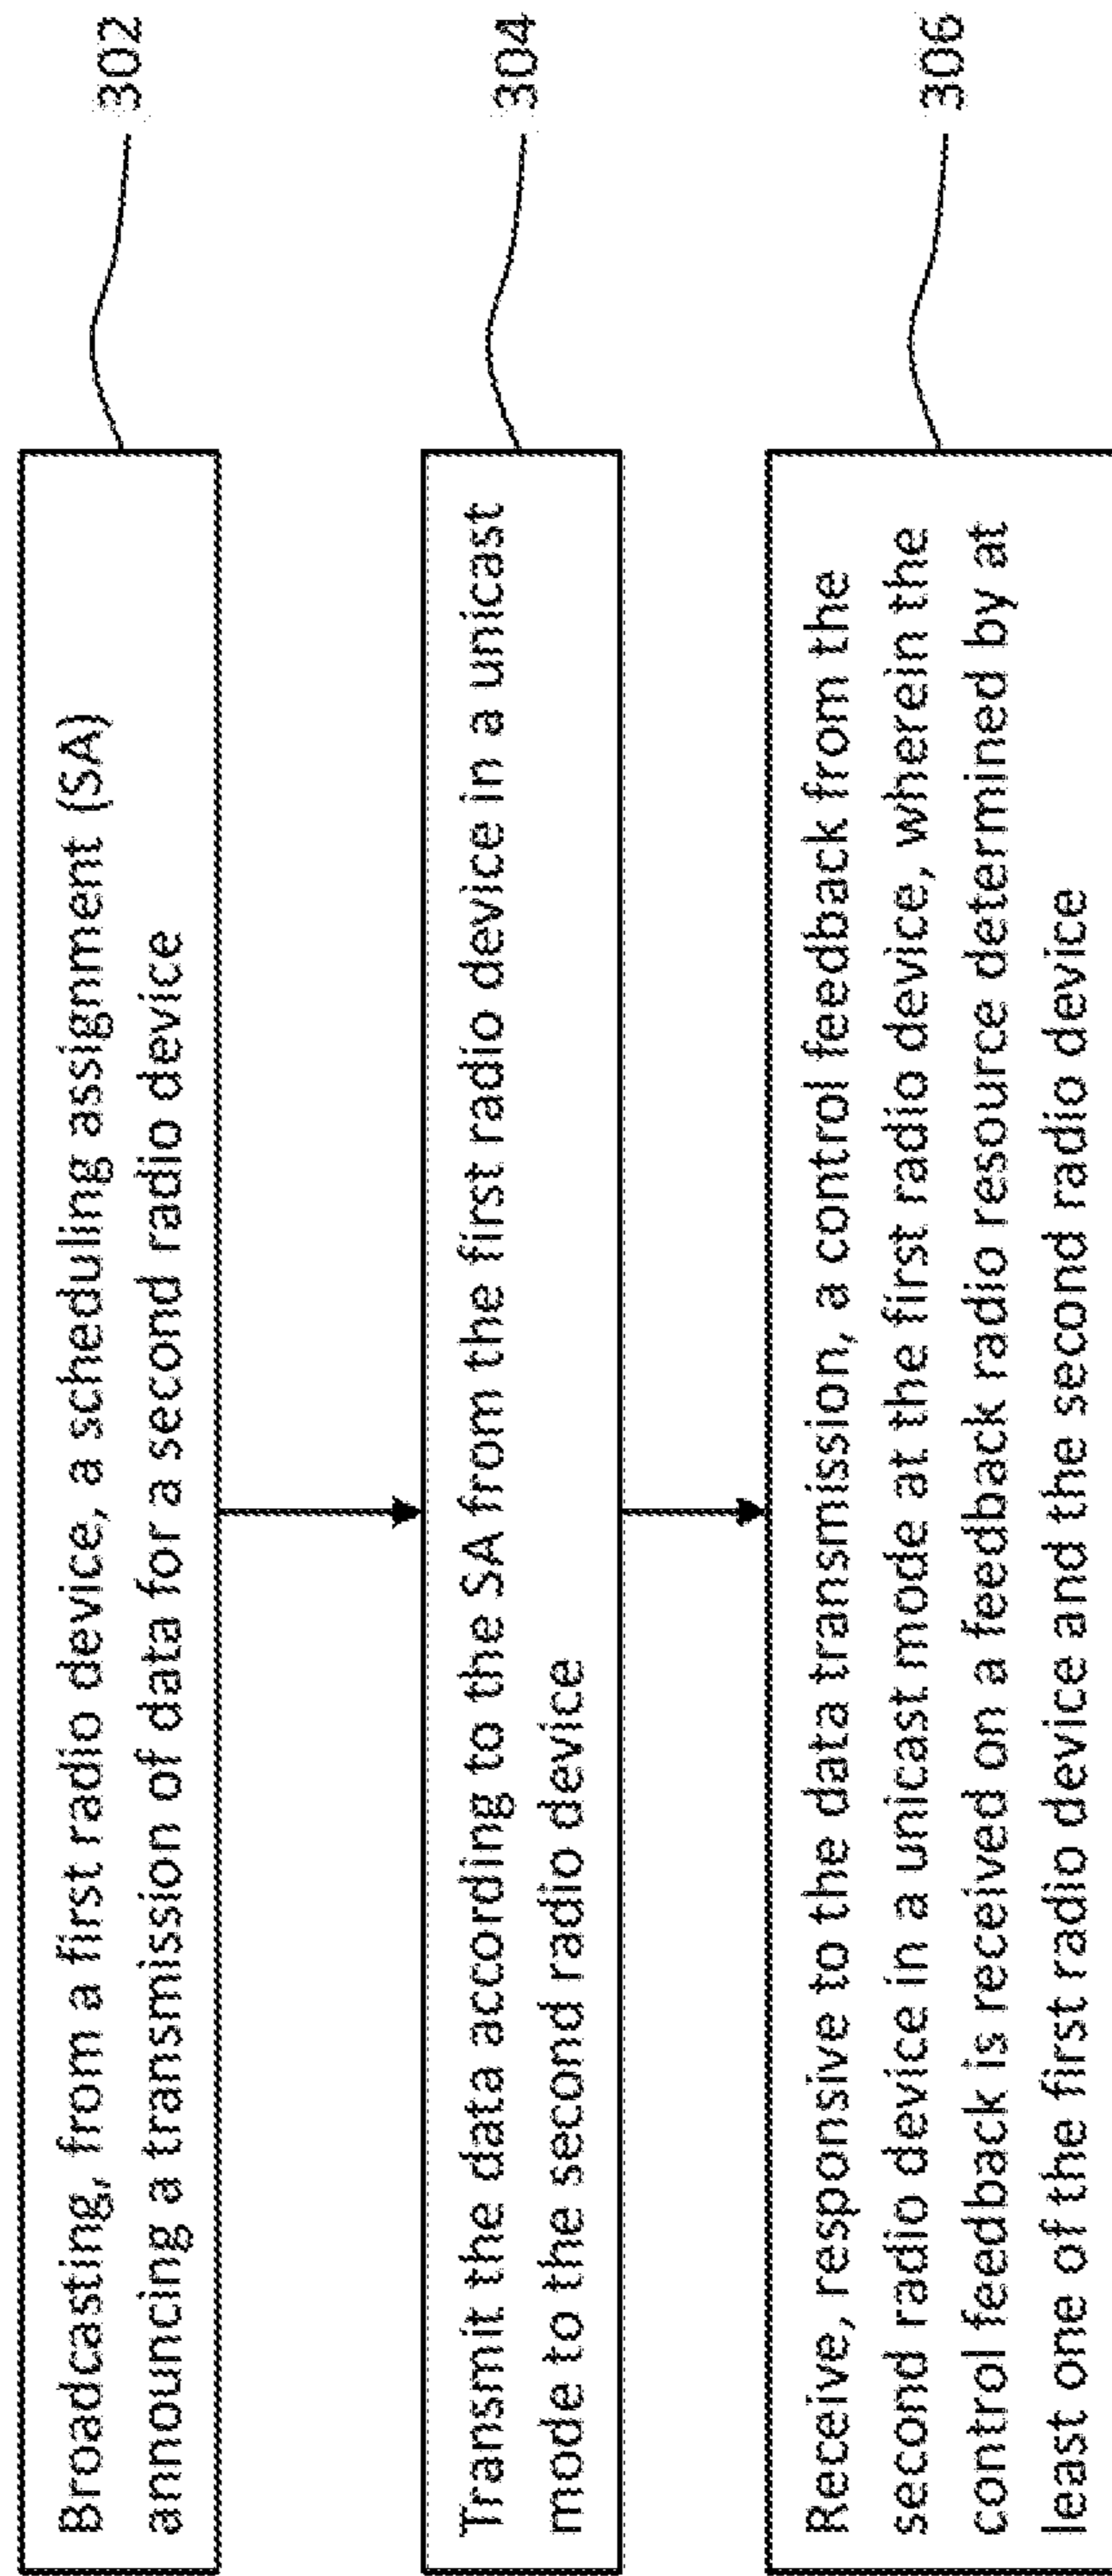 Broadcasting, from a first radio device, a scheduling assignment (SA)
announcing a transmission of data for a second radio device
302
Transmit the data according to the SA from the first radio device in a unicast
mode to the second radio device
304
Receive, responsive to the data transmission, a control feedback from the
second radio device in a unicast mode at the first radio device, wherein the
control feedback is received on a feedback radio resource determined by at
least one of the first radio device and the second radio device
306